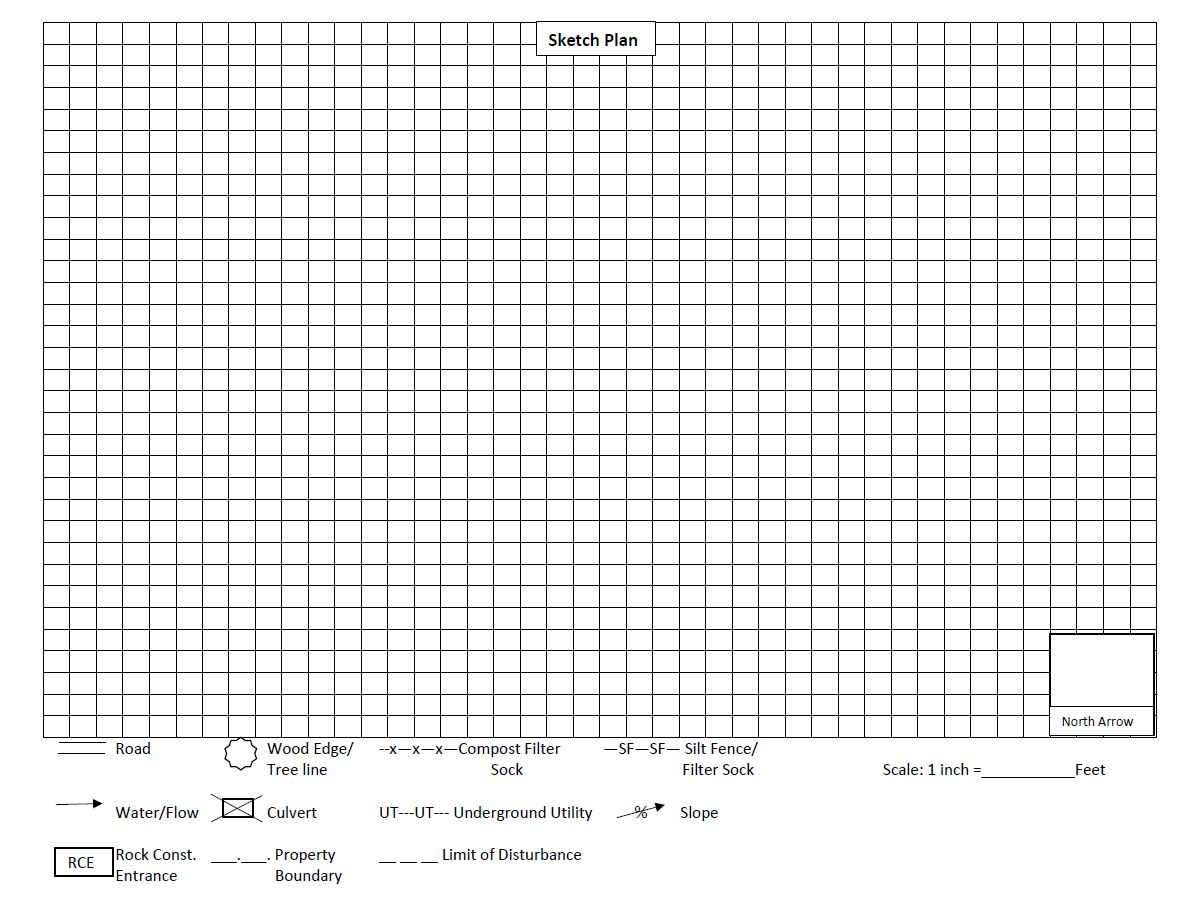 Sketch Plan
North Arrow
Road
Wood Edge/
Tree line
--x—x—x—Compost Filter
Sock
—SF—SF— Silt Fence/
Filter Sock
Scale: 1 inch =___________Feet
Water/Flow
Culvert
UT---UT--- Underground Utility
% Slope
RCE
Rock Const.
Entrance
___.___. Property
Boundary
__ __ __ Limit of Disturbance